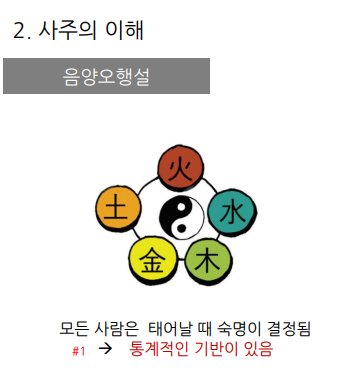 2. 사주의 이해
음양오행설
火
土
水
金
木
모든 사람은 태어날 때 숙명이 결정됨
#1 → 통계적인 기반이 있음